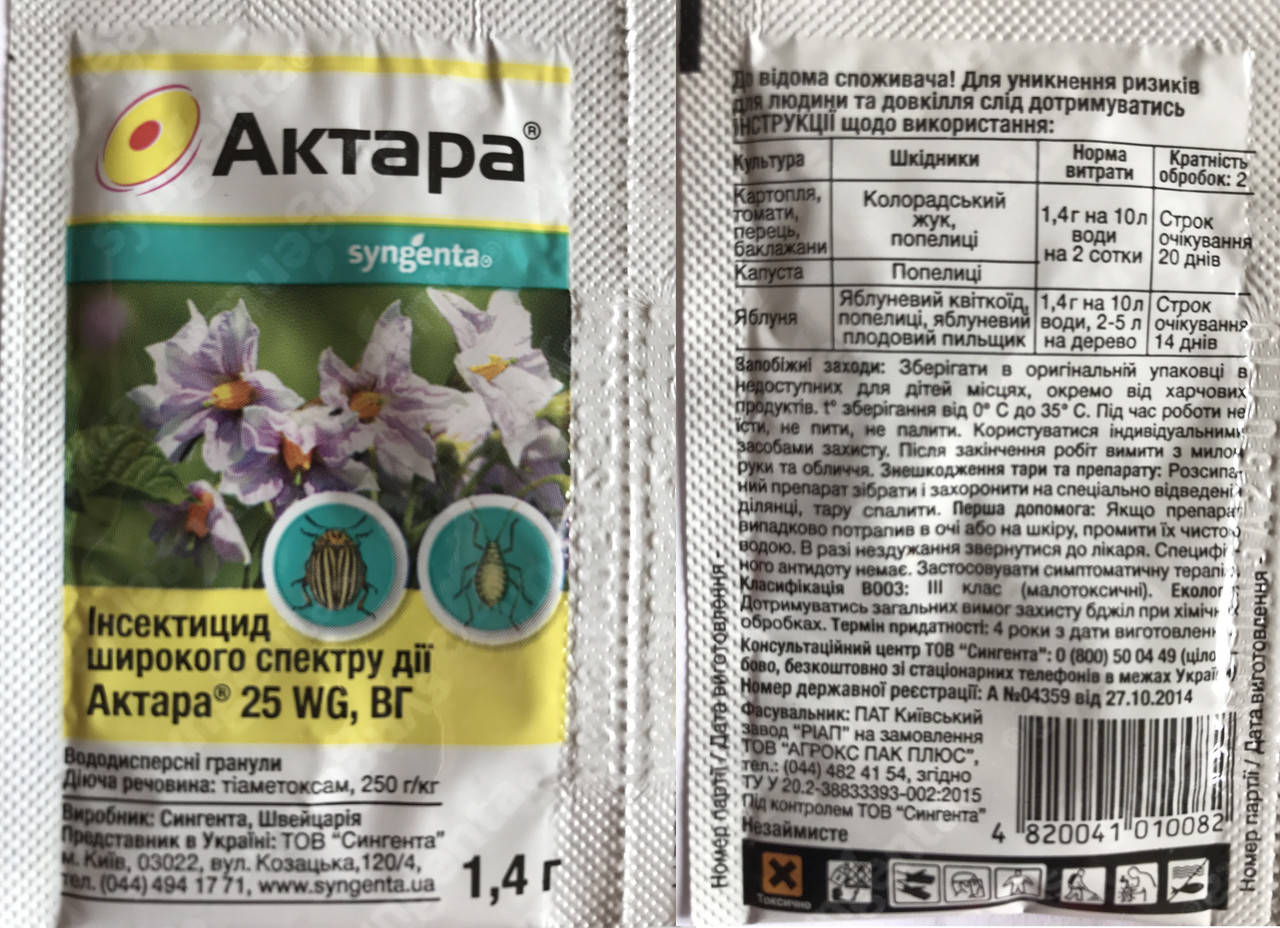 Актара®
syngenta®
Інсектицид
широкого спектру дії
Актара® 25 WG, ВГ
Вододисперсні гранули
Діюча речовина: тіаметоксам, 250 г/кг
Виробник: Сингента, Швейцарія
Представник в Україні: ТОВ "Сингента"
м. Київ, 03022, вул. Козацька,120/4,
тел. (044) 494 17 71, www.syngenta.ua
1,4 г
До відома споживача! Для уникнення ризиків
для людини та довкілля слід дотримуватись
ІНСТРУКЦІЇ щодо використання:
Культура Шкідники Норма витрати Кратність обробок: 2
Картопля, томати, перець, баклажани Колорадський жук, попелиці 1,4г на 10л води на 2 сотки Строк очікування 20 днів
Капуста Попелиці
Яблуня Яблуневий квіткоїд, попелиці, яблуневий плодовий пильщик 1,4г на 10л води, 2-5 л на дерево Строк очікування 14 днів
Запобіжні заходи: Зберігати в оригінальній упаковці в
недоступних для дітей місцях, окремо від харчових
продуктів. t° зберігання від 0° С до 35° С. Під час роботи не
їсти, не пити, не палити. Користуватися індивідуальними
засобами захисту. Після закінчення робіт вимити з милом
руки та обличчя. Знешкодження тари та препарату: Розсипа-
ний препарат зібрати і захоронити на спеціально відведеній
ділянці, тару спалити. Перша допомога: Якщо препарат
випадково потрапив в очі або на шкіру, промити їх чистою
водою. В разі нездужання звернутися до лікаря. Специфі
ного антидоту немає. Застосовувати симптоматичну терапі
Класифікація ВООЗ: III клас (малотоксичні). Еколог
Дотримуватись загальних вимог захисту бджіл при хімічн
обробках. Термін придатності: 4 роки з дати виготовленн
Консультаційний центр ТОВ "Сингента": 0 (800) 50 04 49 (ціло
бово, безкоштовно зі стаціонарних телефонів в межах Украї
Номер державної реєстрації: А №04359 від 27.10.2014
Фасувальник: ПАТ Київський
завод "РІАП" на замовлення
ТОВ "АГРОКС ПАК ПЛЮС",
тел.: (044) 482 41 54, згідно
ТУ У 20.2-38833393-002:2015
Під контролем ТОВ "Сингента"
Незаймисте
4 820041 010082
Токсично
Номер партії / Дата виготовлення -
Номер партії / Дата виготовлення -